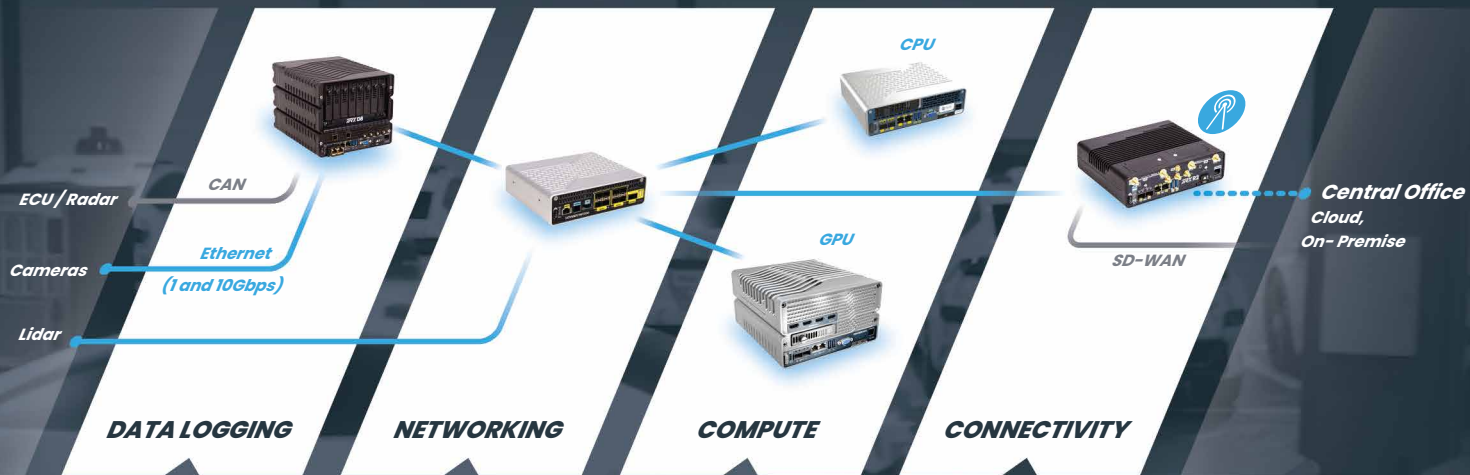 CPU
CAN
ECU / Radar
Central Office
Cloud,
On- Premise
Ethernet
(1 and 10Gbps)
GPU
SD-WAN
Cameras
Lidar
DATA LOGGING
NETWORKING
COMPUTE
CONNECTIVITY